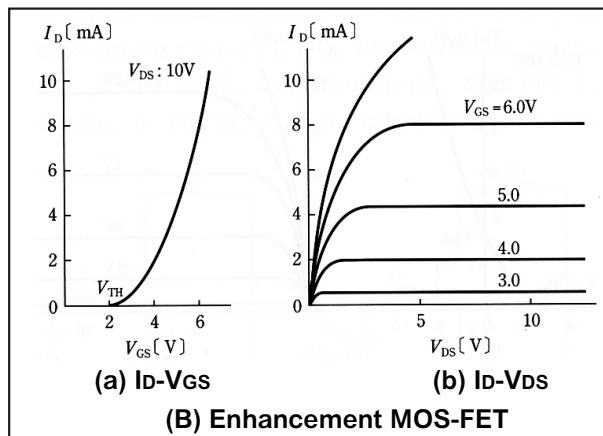 I_D [ mA]
10
8
6
4
2
0
V_DS : 10V
V_TH
2 4 6
V_GS [ V ]
(a) ID-VGS
I_D [ mA]
10
8
6
4
2
0
V_GS = 6.0V
5.0
4.0
3.0
5 10
V_DS [ V ]
(b) ID-VDS
(B) Enhancement MOS-FET